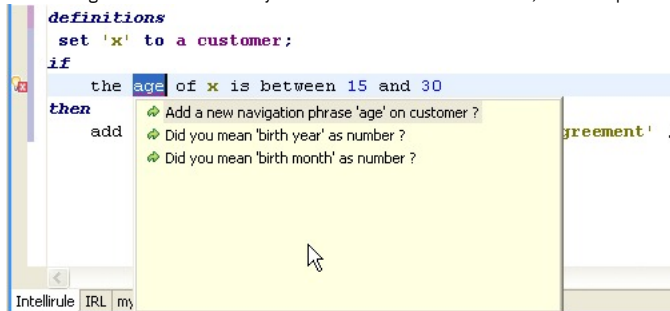 definitions
set 'x' to a customer;
if
the age of x is between 15 and 30
then
add
Add a new navigation phrase 'age' on customer ?
Did you mean 'birth year' as number ?
Did you mean 'birth month' as number ?
greement' ,
Intellirule IRL my